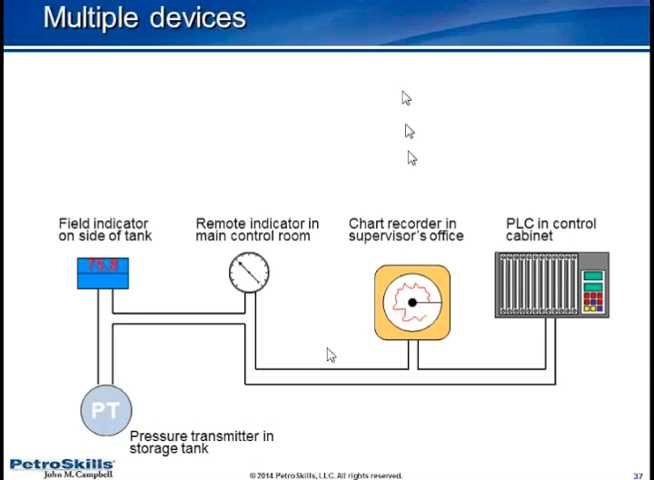 Multiple devices
Field indicator
on side of tank
Remote indicator in
main control room
Chart recorder in
supervisor's office
PLC in control
cabinet
75.8
PT
Pressure transmitter in
storage tank
PetroSkills
John M. Campbell
© 2014 PetroSkills, LLC. All rights reserved.
37